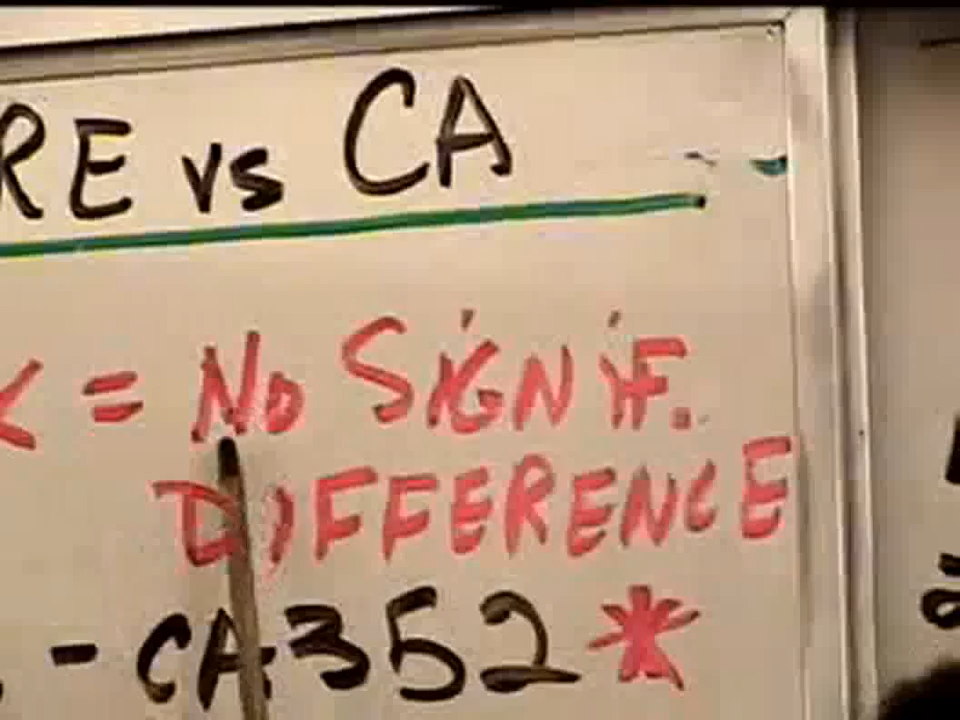 RE vs CA
= No SIGNIF.
DIFFERENCE
- CA 352 *